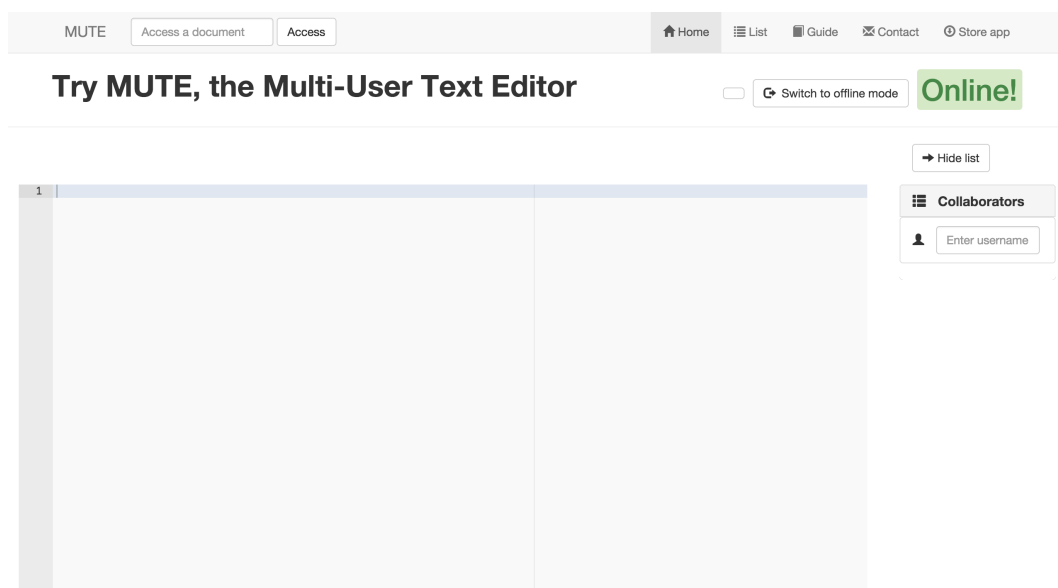 MUTE Access a document Access Home List Guide Contact Store app
Try MUTE, the Multi-User Text Editor Switch to offline mode Online!
Hide list
1
Collaborators
Enter username